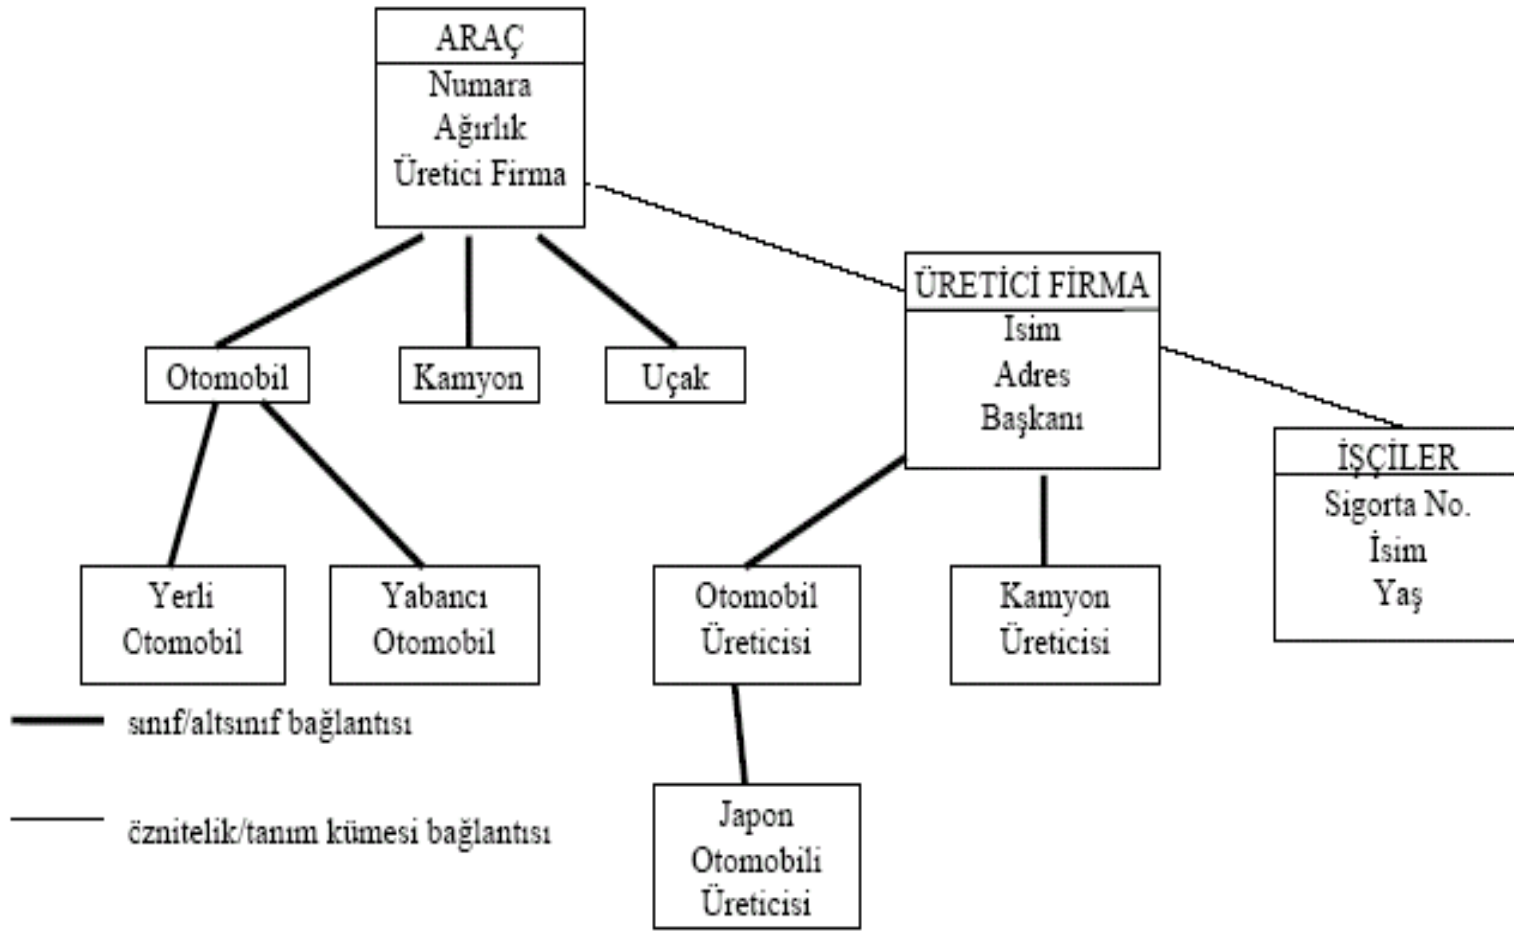 ARAÇ
Numara
Ağırlık
Üretici Firma
ÜRETİCİ FİRMA
Isim
Adres
Başkanı
Otomobil
Kamyon
Uçak
İŞÇİLER
Sigorta No.
İsim
Yaş
Yerli
Otomobil
Yabancı
Otomobil
Otomobil
Üreticisi
Kamyon
Üreticisi
sınıf/altsınıf bağlantısı
öznitelik/tanım kümesi bağlantısı
Japon
Otomobili
Üreticisi